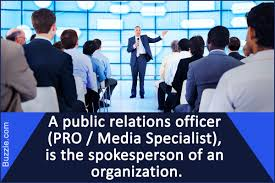 A public relations officer
(PRO / Media Specialist),
is the spokesperson of an
organization.
Buzzle.com